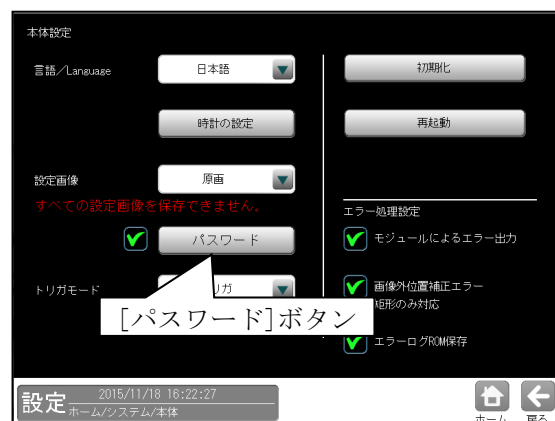 本体設定
言語／Language
日本語
時計の設定
設定画像
原画
すべての設定画像を保存できません。
パスワード
トリガモード
リガ
[パスワード]ボタン
初期化
再起動
エラー処理設定
モジュールによるエラー出力
画像外位置補正エラー
矩形のみ対応
エラーログROM保存
設定
2015/11/18 16:22:27
ホーム/システム/本体
ホーム
戻る